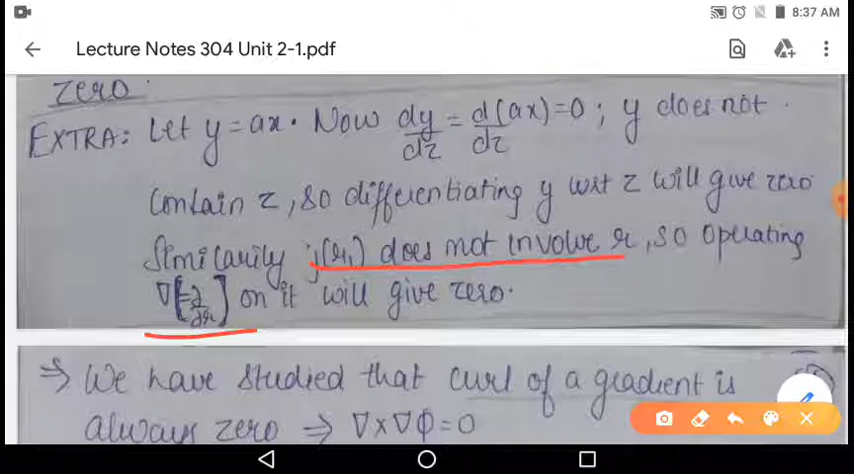 8:37 AM
Lecture Notes 304 Unit 2-1.pdf
zero.
EXTRA: Let y = ax. Now dy/dz = d(ax)/dz = 0; y does not
Contain z, so differentiating y wrt z will give zero
Similarily j(r₁) does not involve r, so operating
∇[=∂/∂r] on it will give zero.
⇒ We have studied that curl of a gradient is
always zero ⇒ ∇×∇Φ=0